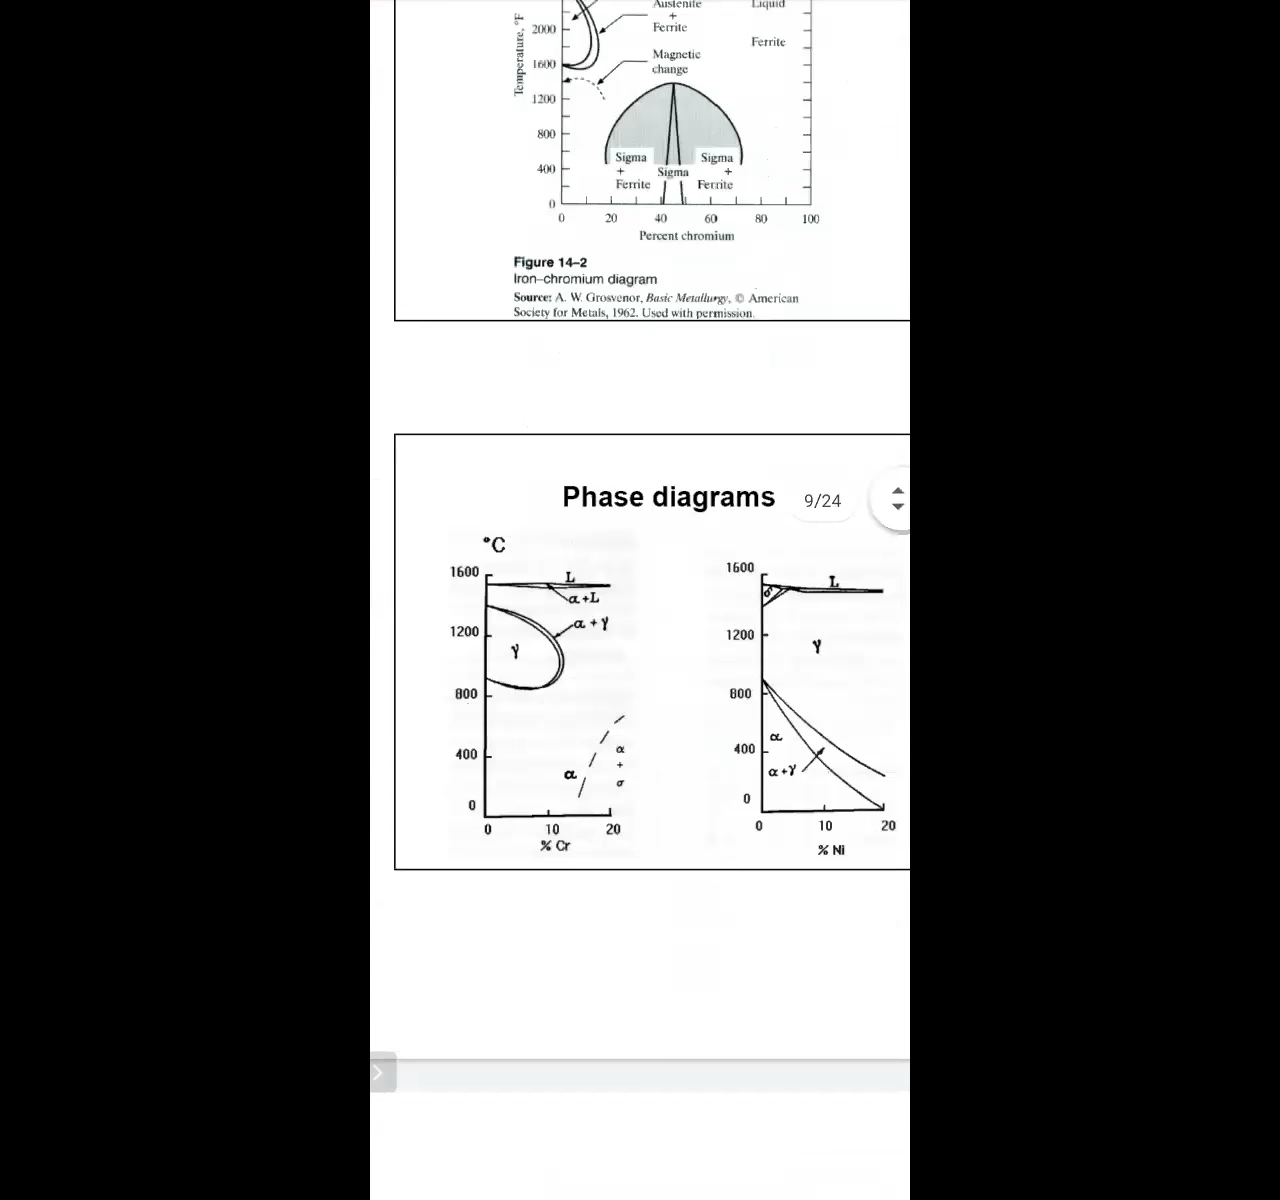 Austenite
+
Ferrite
Liquid
Ferrite
Magnetic
change
Temperature, °F
2000
1600
1200
800
400
0
Sigma
+
Ferrite
Sigma
Sigma
+
Ferrite
0 20 40 60 80 100
Percent chromium
Figure 14–2
Iron–chromium diagram
Source: A. W. Grosvenor, Basic Metallurgy, © American
Society for Metals, 1962. Used with permission.
Phase diagrams
9/24
°C
1600
1200
800
400
0
L
α+L
α+γ
γ
α
α
+
σ
0 10 20
% Cr
1600
1200
800
400
0
L
δ
γ
α
α+γ
0 10 20
% Ni